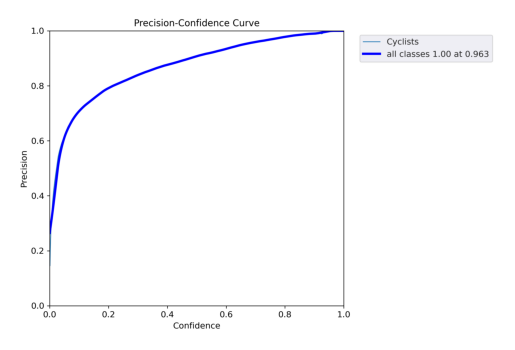 Precision-Confidence Curve
Cyclists
all classes 1.00 at 0.963
1.0
0.8
0.6
0.4
0.2
0.0
Precision
0.0 0.2 0.4 0.6 0.8 1.0
Confidence